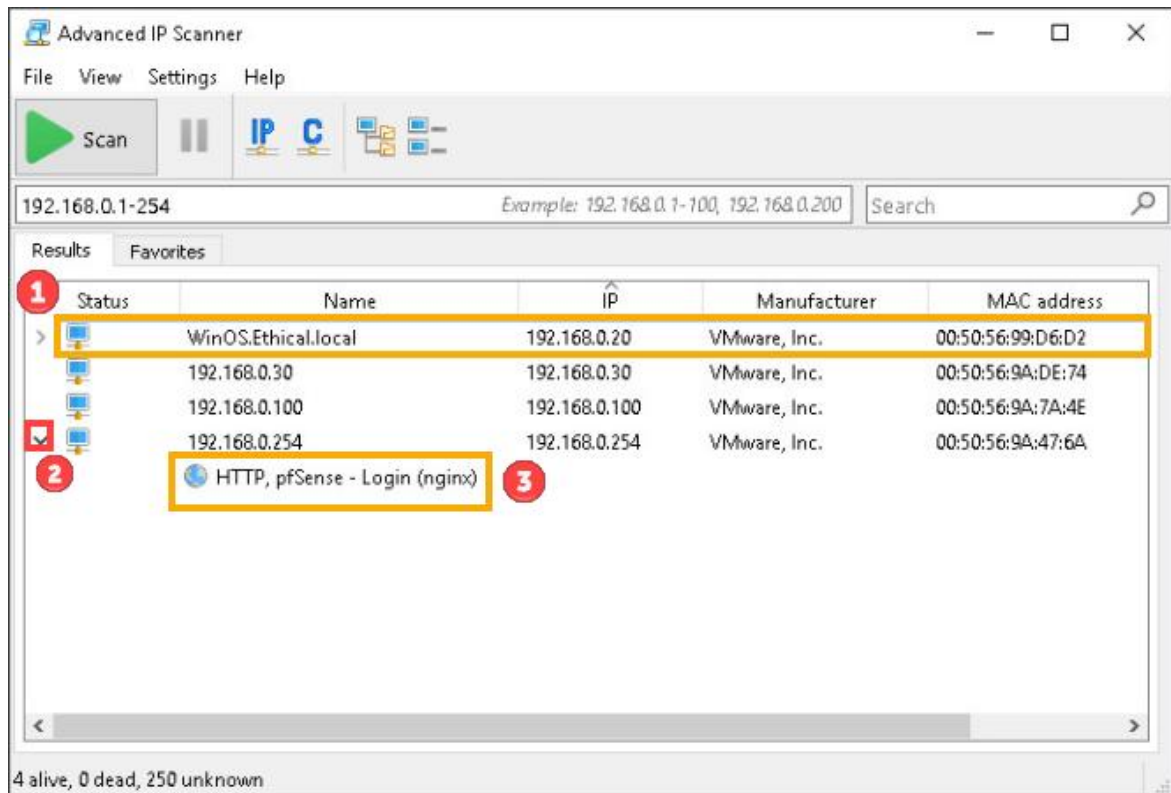 Advanced IP Scanner
File View Settings Help
Scan IP C
192.168.0.1-254 Example: 192.168.0.1-100, 192.168.0.200 Search
Results Favorites
1 Status Name IP Manufacturer MAC address
WinOS.Ethical.local 192.168.0.20 VMware, Inc. 00:50:56:99:D6:D2
192.168.0.30 192.168.0.30 VMware, Inc. 00:50:56:9A:DE:74
192.168.0.100 192.168.0.100 VMware, Inc. 00:50:56:9A:7A:4E
192.168.0.254 192.168.0.254 VMware, Inc. 00:50:56:9A:47:6A
2 HTTP, pfSense - Login (nginx) 3
4 alive, 0 dead, 250 unknown